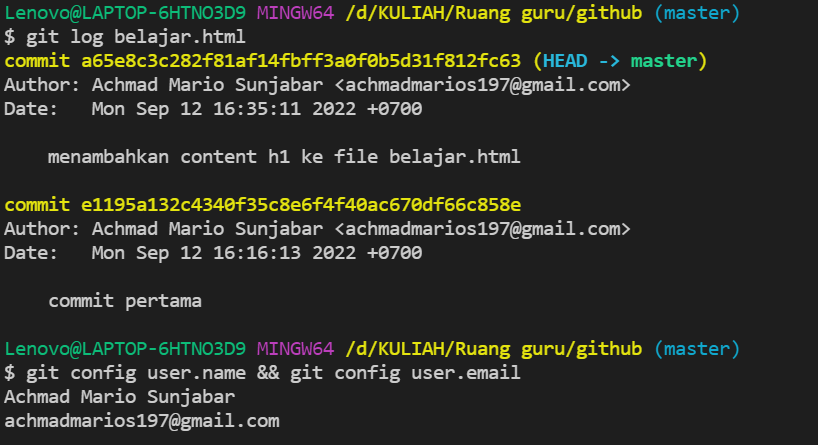 Lenovo@LAPTOP-6HTNO3D9 MINGW64 /d/KULIAH/Ruang guru/github (master)
$ git log belajar.html
commit a65e8c3c282f81af14fbff3a0f0b5d31f812fc63 (HEAD -> master)
Author: Achmad Mario Sunjabar <achmadmarios197@gmail.com>
Date:   Mon Sep 12 16:35:11 2022 +0700
    menambahkan content h1 ke file belajar.html
commit e1195a132c4340f35c8e6f4f40ac670df66c858e
Author: Achmad Mario Sunjabar <achmadmarios197@gmail.com>
Date:   Mon Sep 12 16:16:13 2022 +0700
    commit pertama
Lenovo@LAPTOP-6HTNO3D9 MINGW64 /d/KULIAH/Ruang guru/github (master)
$ git config user.name && git config user.email
Achmad Mario Sunjabar
achmadmarios197@gmail.com